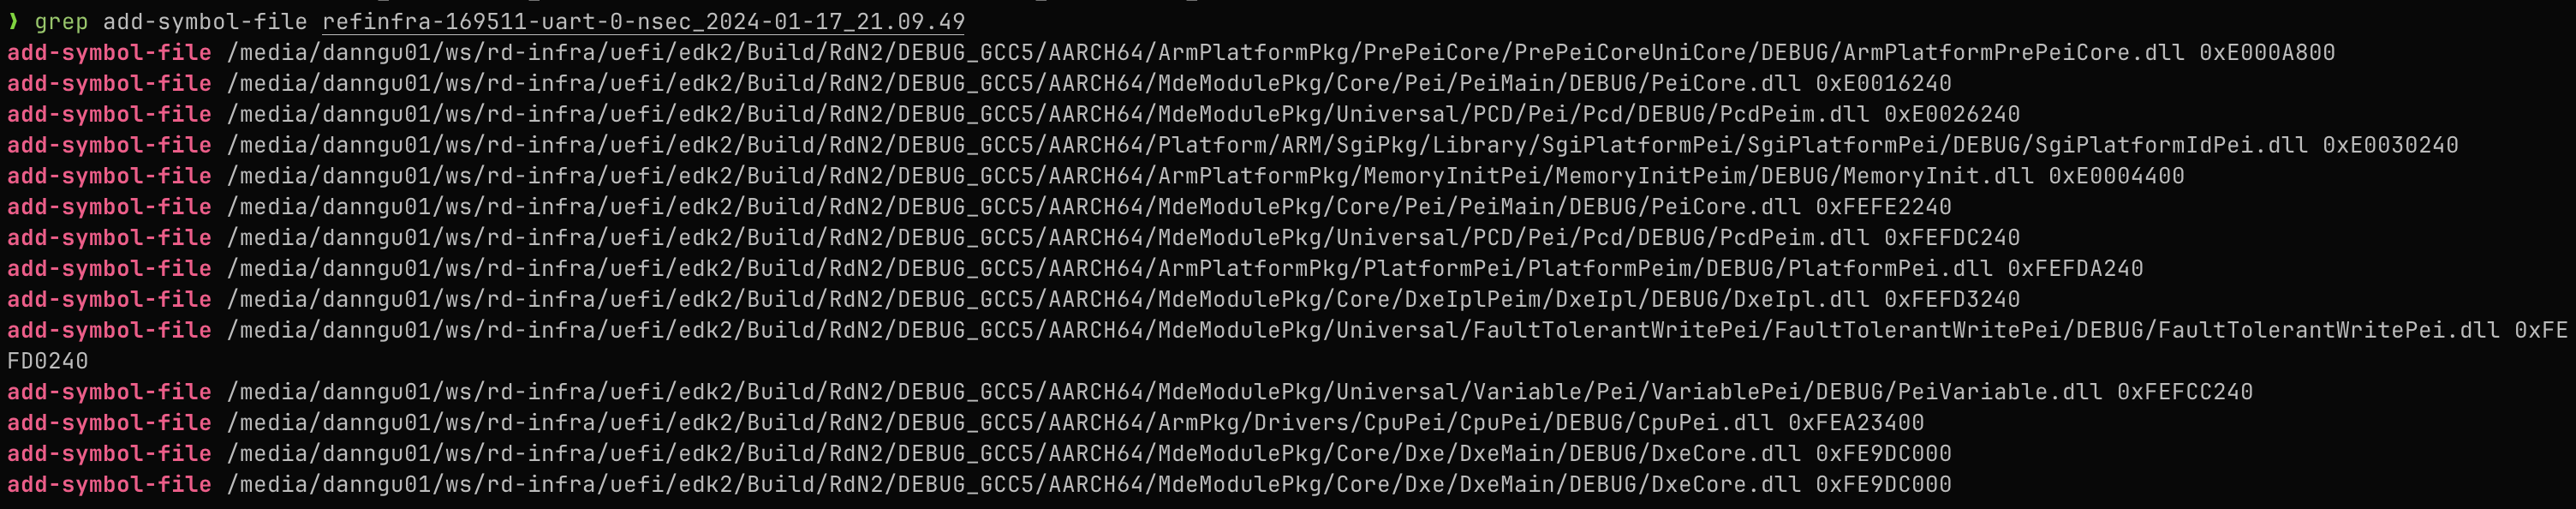 ❯ grep add-symbol-file refinfra-169511-uart-0-nsec_2024-01-17_21.09.49
add-symbol-file /media/danngu01/ws/rd-infra/uefi/edk2/Build/RdN2/DEBUG_GCC5/AARCH64/ArmPlatformPkg/PrePeiCore/PrePeiCoreUniCore/DEBUG/ArmPlatformPrePeiCore.dll 0xE000A800
add-symbol-file /media/danngu01/ws/rd-infra/uefi/edk2/Build/RdN2/DEBUG_GCC5/AARCH64/MdeModulePkg/Core/Pei/PeiMain/DEBUG/PeiCore.dll 0xE0016240
add-symbol-file /media/danngu01/ws/rd-infra/uefi/edk2/Build/RdN2/DEBUG_GCC5/AARCH64/MdeModulePkg/Universal/PCD/Pei/Pcd/DEBUG/PcdPeim.dll 0xE0026240
add-symbol-file /media/danngu01/ws/rd-infra/uefi/edk2/Build/RdN2/DEBUG_GCC5/AARCH64/Platform/ARM/SgiPkg/Library/SgiPlatformPei/SgiPlatformPei/DEBUG/SgiPlatformIdPei.dll 0xE0030240
add-symbol-file /media/danngu01/ws/rd-infra/uefi/edk2/Build/RdN2/DEBUG_GCC5/AARCH64/ArmPlatformPkg/MemoryInitPei/MemoryInitPeim/DEBUG/MemoryInit.dll 0xE0004400
add-symbol-file /media/danngu01/ws/rd-infra/uefi/edk2/Build/RdN2/DEBUG_GCC5/AARCH64/MdeModulePkg/Core/Pei/PeiMain/DEBUG/PeiCore.dll 0xFEFE2240
add-symbol-file /media/danngu01/ws/rd-infra/uefi/edk2/Build/RdN2/DEBUG_GCC5/AARCH64/MdeModulePkg/Universal/PCD/Pei/Pcd/DEBUG/PcdPeim.dll 0xFEFDC240
add-symbol-file /media/danngu01/ws/rd-infra/uefi/edk2/Build/RdN2/DEBUG_GCC5/AARCH64/ArmPlatformPkg/PlatformPei/PlatformPeim/DEBUG/PlatformPei.dll 0xFEFDA240
add-symbol-file /media/danngu01/ws/rd-infra/uefi/edk2/Build/RdN2/DEBUG_GCC5/AARCH64/MdeModulePkg/Core/DxeIplPeim/DxeIpl/DEBUG/DxeIpl.dll 0xFEFD3240
add-symbol-file /media/danngu01/ws/rd-infra/uefi/edk2/Build/RdN2/DEBUG_GCC5/AARCH64/MdeModulePkg/Universal/FaultTolerantWritePei/FaultTolerantWritePei/DEBUG/FaultTolerantWritePei.dll 0xFE
FD0240
add-symbol-file /media/danngu01/ws/rd-infra/uefi/edk2/Build/RdN2/DEBUG_GCC5/AARCH64/MdeModulePkg/Universal/Variable/Pei/VariablePei/DEBUG/PeiVariable.dll 0xFEFCC240
add-symbol-file /media/danngu01/ws/rd-infra/uefi/edk2/Build/RdN2/DEBUG_GCC5/AARCH64/ArmPkg/Drivers/CpuPei/CpuPei/DEBUG/CpuPei.dll 0xFEA23400
add-symbol-file /media/danngu01/ws/rd-infra/uefi/edk2/Build/RdN2/DEBUG_GCC5/AARCH64/MdeModulePkg/Core/Dxe/DxeMain/DEBUG/DxeCore.dll 0xFE9DC000
add-symbol-file /media/danngu01/ws/rd-infra/uefi/edk2/Build/RdN2/DEBUG_GCC5/AARCH64/MdeModulePkg/Core/Dxe/DxeMain/DEBUG/DxeCore.dll 0xFE9DC000